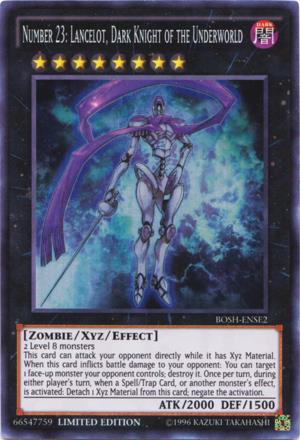 Number 23: Lancelot, Dark Knight of the Underworld
DARK
闇
BOSH-ENSE2
[Zombie/Xyz/Effect]
2 Level 8 monsters
This card can attack your opponent directly while it has Xyz Material.
When this card inflicts battle damage to your opponent: You can target
1 face-up monster your opponent controls; destroy it. Once per turn, during
either player's turn, when a Spell/Trap Card, or another monster's effect,
is activated: Detach 1 Xyz Material from this card; negate the activation.
ATK/2000 DEF/1500
66547759 LIMITED EDITION ©1996 KAZUKI TAKAHASHI